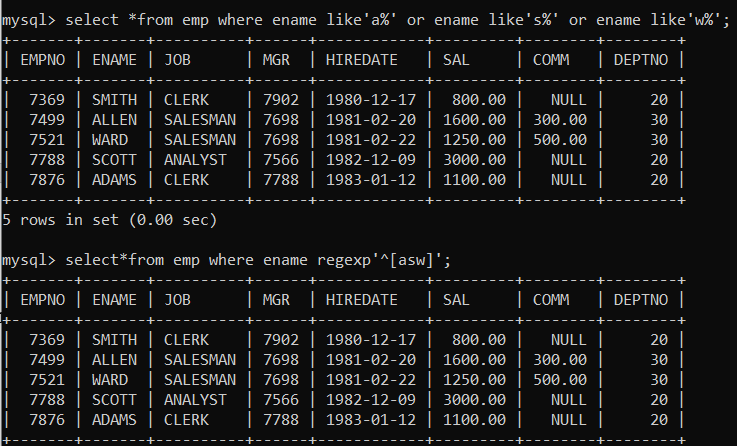 mysql> select *from emp where ename like'a%' or ename like's%' or ename like'w%';
+-------+-------+----------+------+------------+---------+--------+--------+
| EMPNO | ENAME | JOB      | MGR  | HIREDATE   | SAL     | COMM   | DEPTNO |
+-------+-------+----------+------+------------+---------+--------+--------+
|  7369 | SMITH | CLERK    | 7902 | 1980-12-17 |  800.00 |   NULL |     20 |
|  7499 | ALLEN | SALESMAN | 7698 | 1981-02-20 | 1600.00 | 300.00 |     30 |
|  7521 | WARD  | SALESMAN | 7698 | 1981-02-22 | 1250.00 | 500.00 |     30 |
|  7788 | SCOTT | ANALYST  | 7566 | 1982-12-09 | 3000.00 |   NULL |     20 |
|  7876 | ADAMS | CLERK    | 7788 | 1983-01-12 | 1100.00 |   NULL |     20 |
+-------+-------+----------+------+------------+---------+--------+--------+
5 rows in set (0.00 sec)
mysql> select*from emp where ename regexp'^[asw]';
+-------+-------+----------+------+------------+---------+--------+--------+
| EMPNO | ENAME | JOB      | MGR  | HIREDATE   | SAL     | COMM   | DEPTNO |
+-------+-------+----------+------+------------+---------+--------+--------+
|  7369 | SMITH | CLERK    | 7902 | 1980-12-17 |  800.00 |   NULL |     20 |
|  7499 | ALLEN | SALESMAN | 7698 | 1981-02-20 | 1600.00 | 300.00 |     30 |
|  7521 | WARD  | SALESMAN | 7698 | 1981-02-22 | 1250.00 | 500.00 |     30 |
|  7788 | SCOTT | ANALYST  | 7566 | 1982-12-09 | 3000.00 |   NULL |     20 |
|  7876 | ADAMS | CLERK    | 7788 | 1983-01-12 | 1100.00 |   NULL |     20 |
+-------+-------+----------+------+------------+---------+--------+--------+